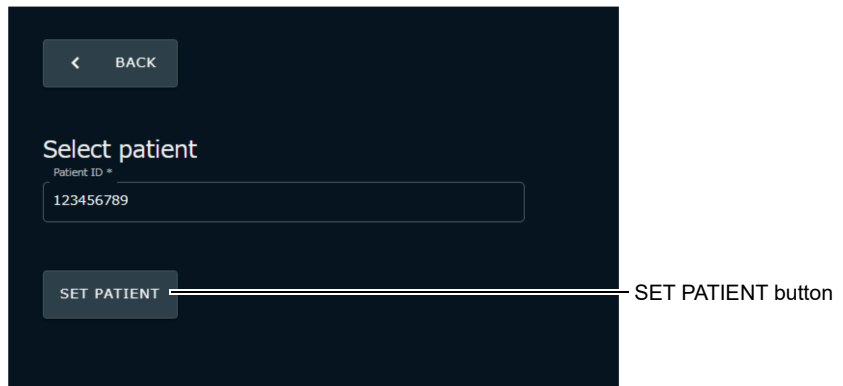 BACK
Select patient
Patient ID *
123456789
SET PATIENT
SET PATIENT button